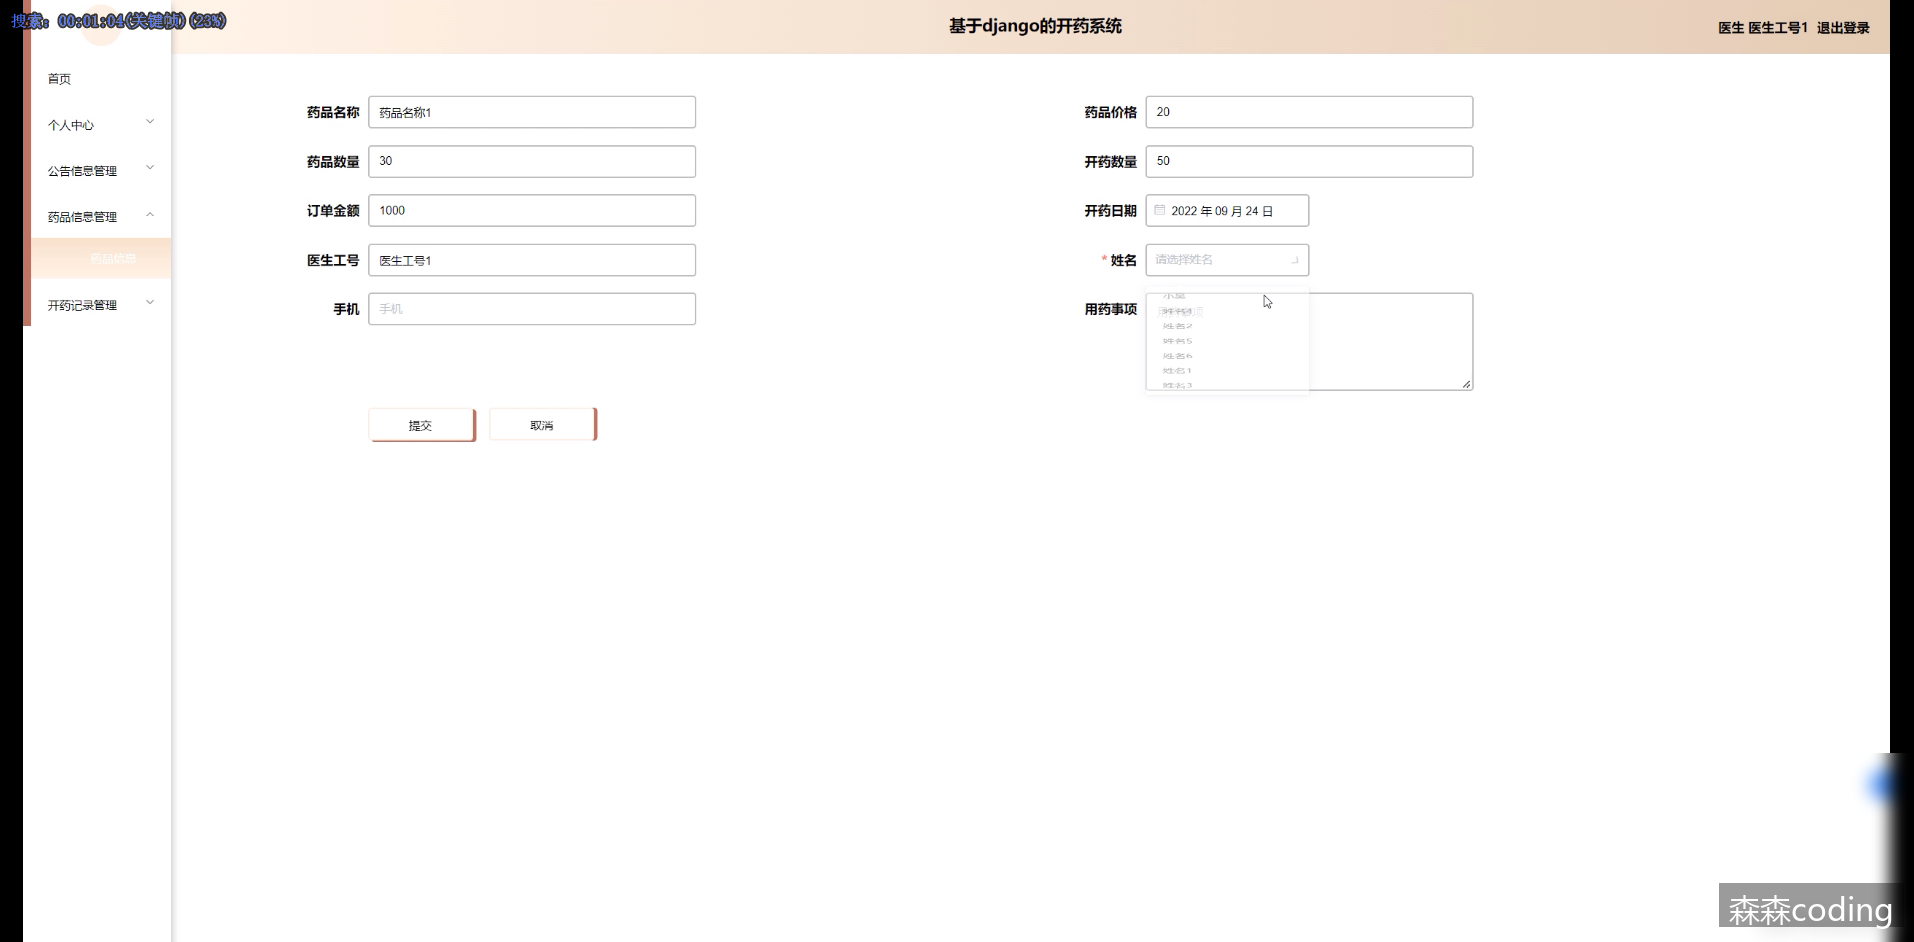 搜索: 00:01:04(关键帧)(23%)
基于django的开药系统
医生 医生工号1 退出登录
首页
个人中心
公告信息管理
药品信息管理
药品信息
开药记录管理
药品名称 药品名称1
药品价格 20
药品数量 30
开药数量 50
订单金额 1000
开药日期 2022 年 09 月 24 日
医生工号 医生工号1
* 姓名 请选择姓名
手机 手机
用药事项
姓名2
姓名5
姓名6
姓名1
姓名3
提交
取消
森森coding